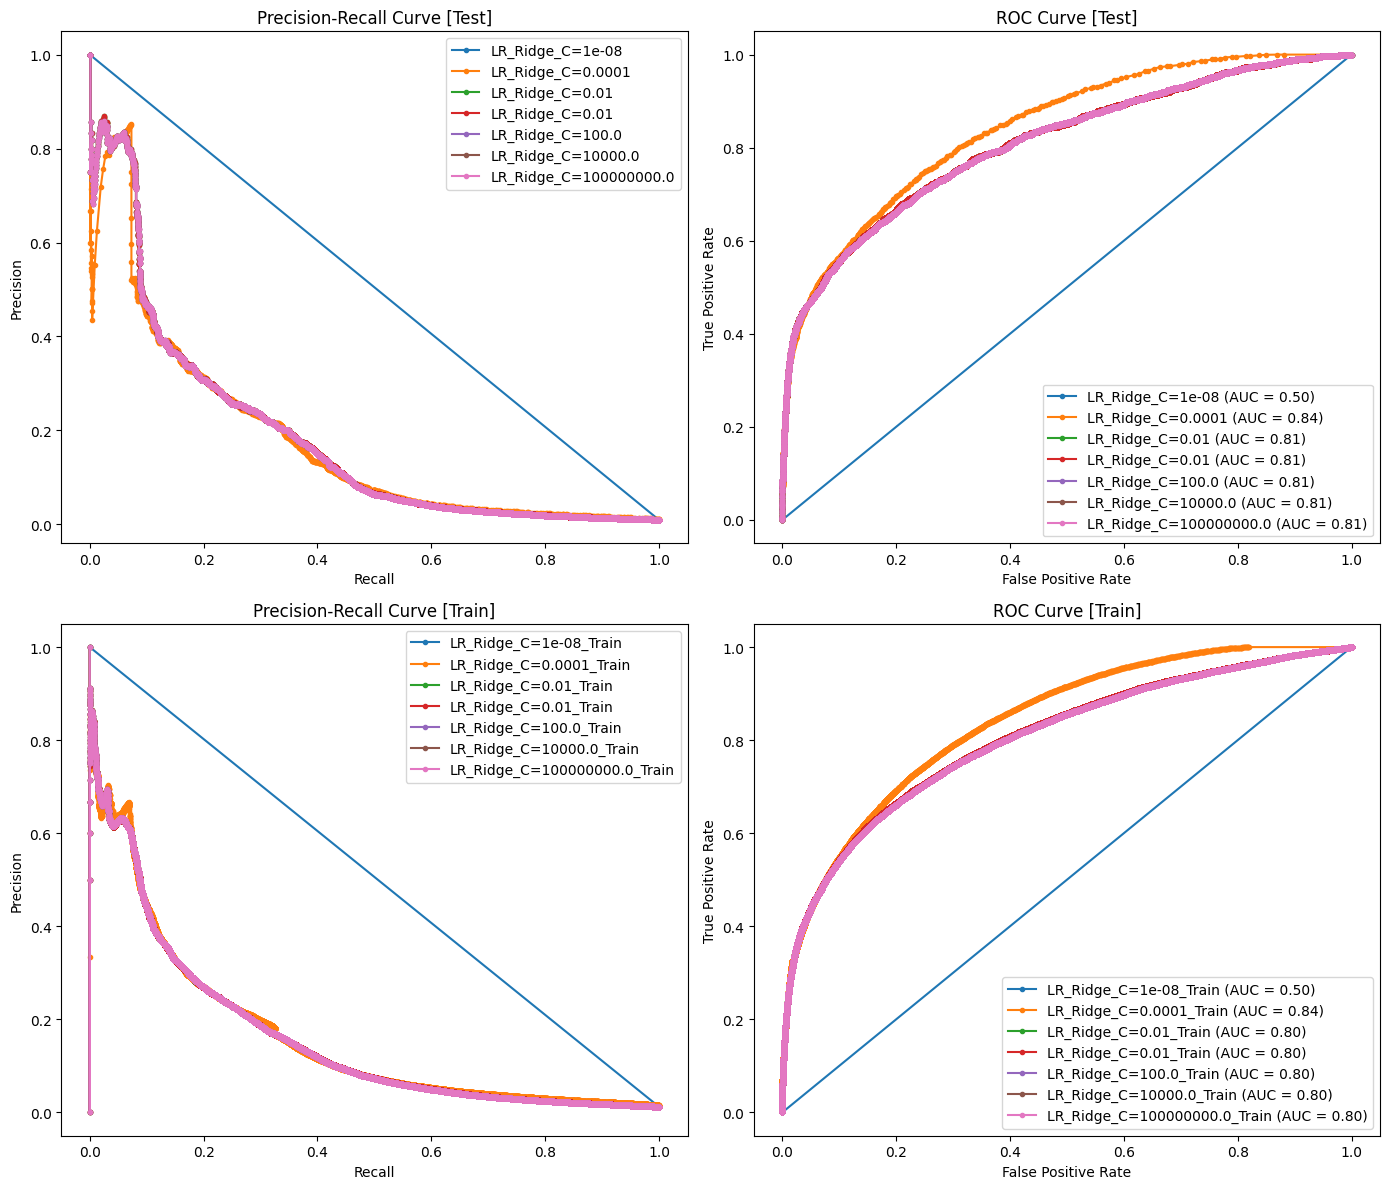 Precision-Recall Curve [Test]
1.0
0.8
0.6
0.4
0.2
0.0
Precision
LR_Ridge_C=1e-08
LR_Ridge_C=0.0001
LR_Ridge_C=0.01
LR_Ridge_C=0.01
LR_Ridge_C=100.0
LR_Ridge_C=10000.0
LR_Ridge_C=100000000.0
0.0 0.2 0.4 0.6 0.8 1.0
Recall
ROC Curve [Test]
1.0
0.8
0.6
0.4
0.2
0.0
True Positive Rate
LR_Ridge_C=1e-08 (AUC = 0.50)
LR_Ridge_C=0.0001 (AUC = 0.84)
LR_Ridge_C=0.01 (AUC = 0.81)
LR_Ridge_C=0.01 (AUC = 0.81)
LR_Ridge_C=100.0 (AUC = 0.81)
LR_Ridge_C=10000.0 (AUC = 0.81)
LR_Ridge_C=100000000.0 (AUC = 0.81)
0.0 0.2 0.4 0.6 0.8 1.0
False Positive Rate
Precision-Recall Curve [Train]
1.0
0.8
0.6
0.4
0.2
0.0
Precision
LR_Ridge_C=1e-08_Train
LR_Ridge_C=0.0001_Train
LR_Ridge_C=0.01_Train
LR_Ridge_C=0.01_Train
LR_Ridge_C=100.0_Train
LR_Ridge_C=10000.0_Train
LR_Ridge_C=100000000.0_Train
0.0 0.2 0.4 0.6 0.8 1.0
Recall
ROC Curve [Train]
1.0
0.8
0.6
0.4
0.2
0.0
True Positive Rate
LR_Ridge_C=1e-08_Train (AUC = 0.50)
LR_Ridge_C=0.0001_Train (AUC = 0.84)
LR_Ridge_C=0.01_Train (AUC = 0.80)
LR_Ridge_C=0.01_Train (AUC = 0.80)
LR_Ridge_C=100.0_Train (AUC = 0.80)
LR_Ridge_C=10000.0_Train (AUC = 0.80)
LR_Ridge_C=100000000.0_Train (AUC = 0.80)
0.0 0.2 0.4 0.6 0.8 1.0
False Positive Rate